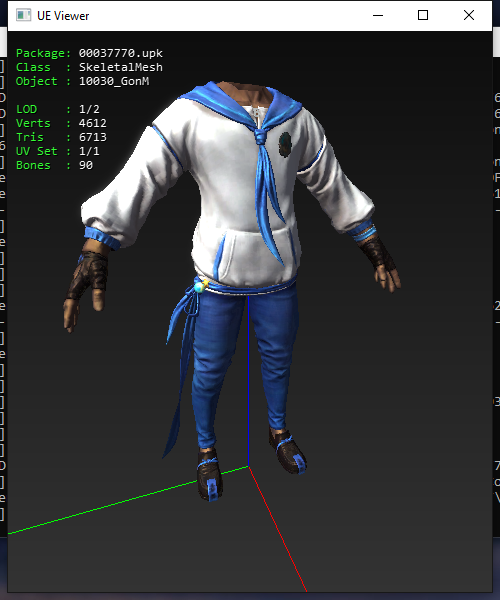 UE Viewer
Package: 00037770.upk
Class  : SkeletalMesh
Object : 10030_GonM
LOD    : 1/2
Verts  : 4612
Tris   : 6713
UV Set : 1/1
Bones  : 90